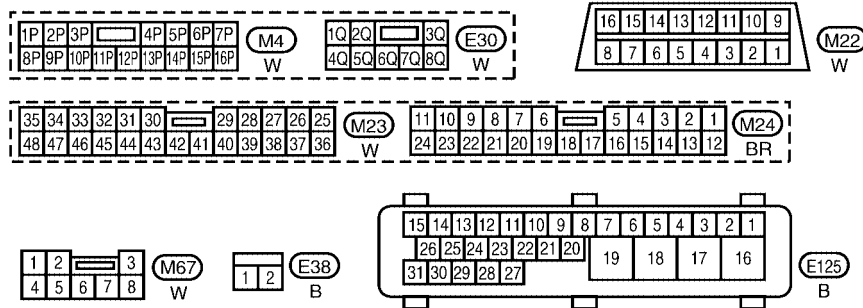 1P 2P 3P 4P 5P 6P 7P
8P 9P 10P 11P 12P 13P 14P 15P 16P
M4
W
1Q 2Q 3Q
4Q 5Q 6Q 7Q 8Q
E30
W
16 15 14 13 12 11 10 9
8 7 6 5 4 3 2 1
M22
W
35 34 33 32 31 30 29 28 27 26 25
48 47 46 45 44 43 42 41 40 39 38 37 36
M23
W
11 10 9 8 7 6 5 4 3 2 1
24 23 22 21 20 19 18 17 16 15 14 13 12
M24
BR
1 2 3
4 5 6 7 8
M67
W
1 2
E38
B
15 14 13 12 11 10 9 8 7 6 5 4 3 2 1
26 25 24 23 22 21 20
19 18 17 16
31 30 29 28 27
E125
B